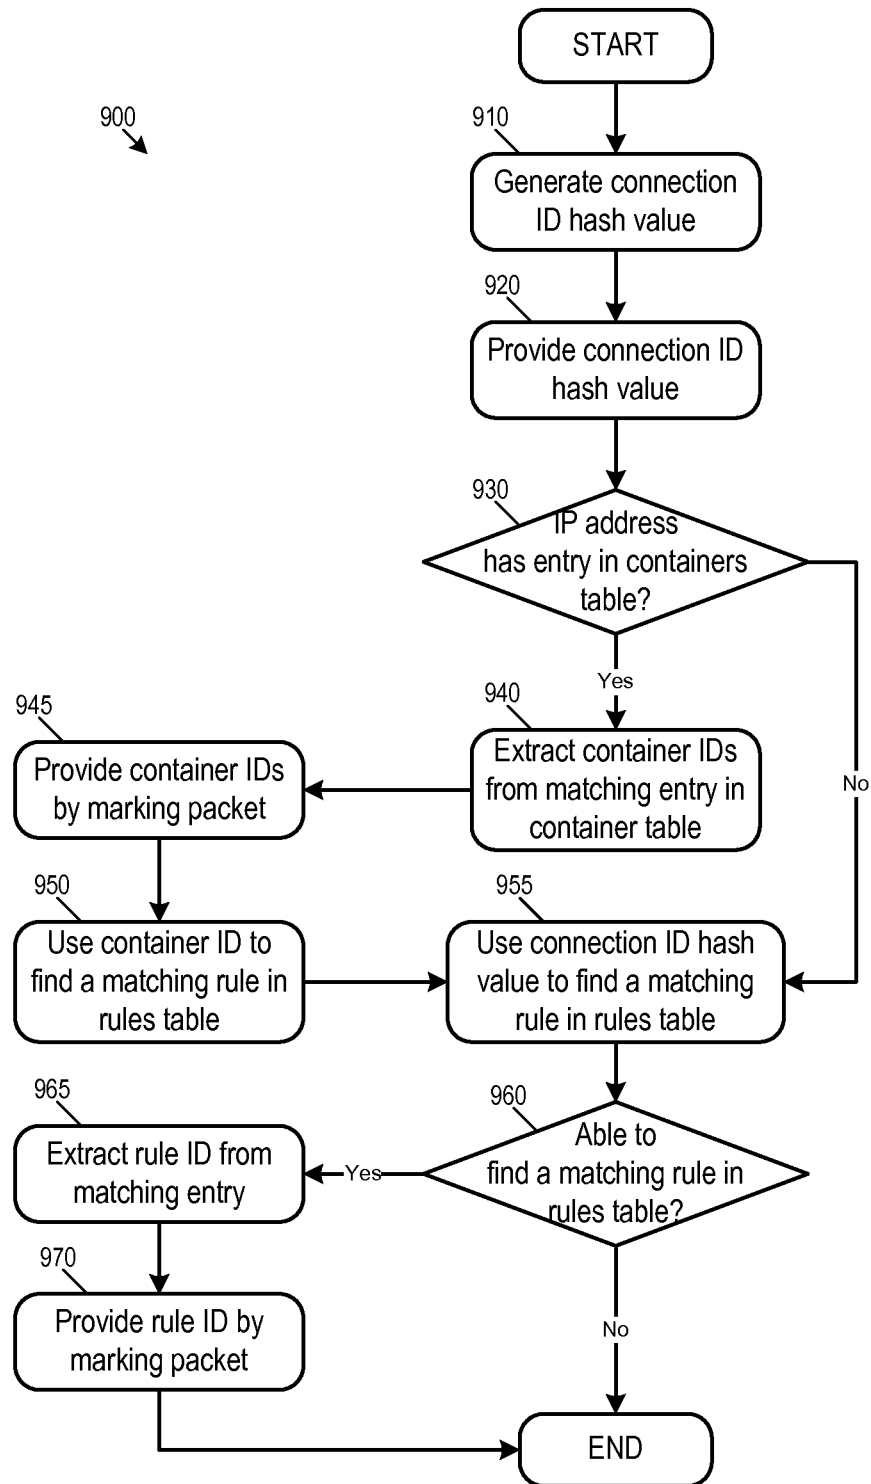 START
900
910
Generate connection
ID hash value
920
Provide connection ID
hash value
930
IP address
has entry in containers
table?
Yes
No
940
Extract container IDs
from matching entry in
container table
945
Provide container IDs
by marking packet
950
Use container ID to
find a matching rule in
rules table
955
Use connection ID hash
value to find a matching
rule in rules table
960
Able to
find a matching rule in
rules table?
Yes
965
Extract rule ID from
matching entry
970
Provide rule ID by
marking packet
No
END